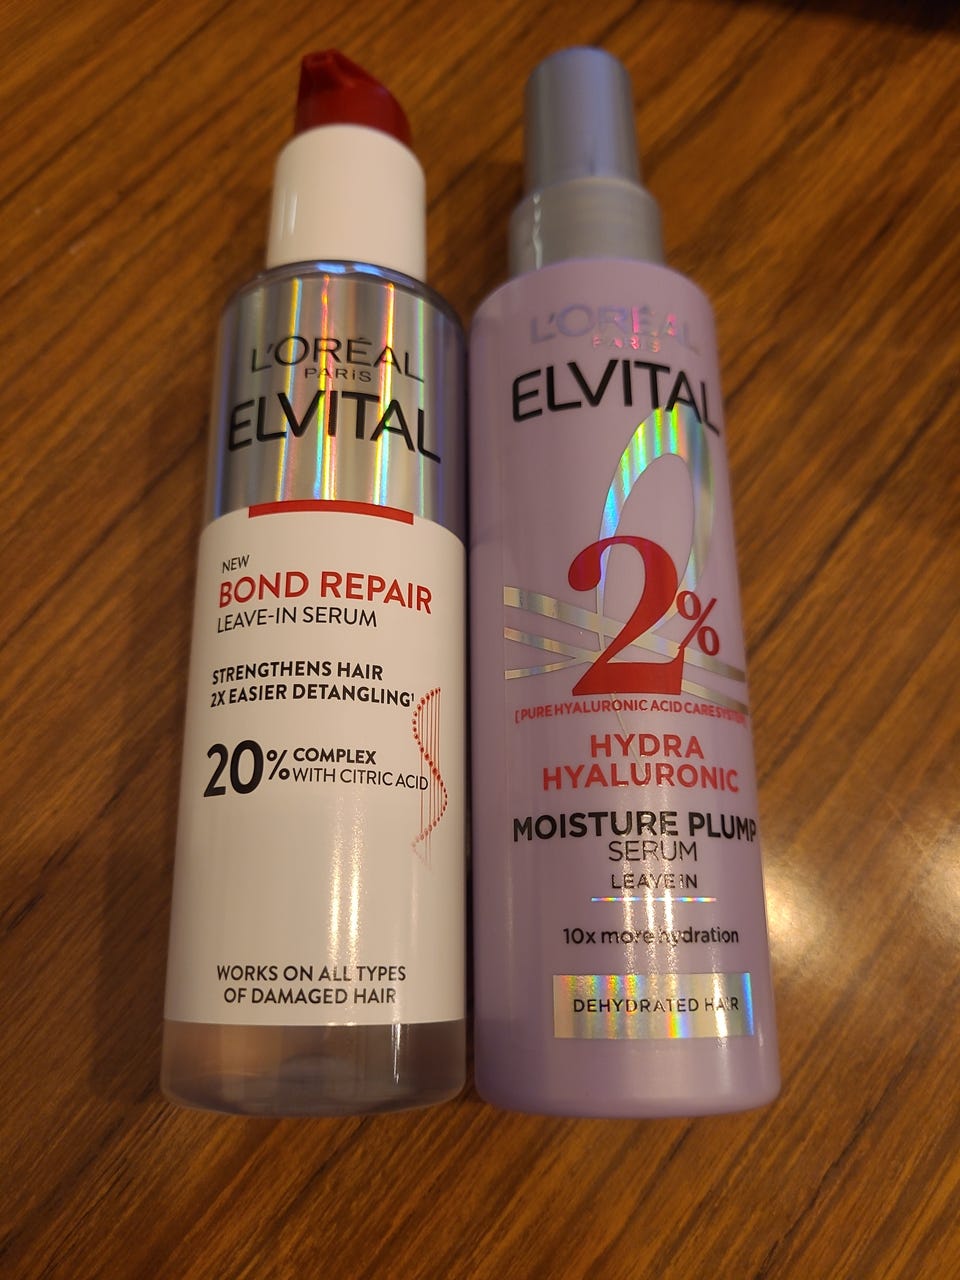 L'ORÉAL
PARIS
ELVITAL
NEW
BOND REPAIR
LEAVE-IN SERUM
STRENGTHENS HAIR
2X EASIER DETANGLING¹
20% COMPLEX
WITH CITRIC ACID
WORKS ON ALL TYPES
OF DAMAGED HAIR
L'ORÉAL
PARIS
ELVITAL
2%
[PURE HYALURONIC ACID CARE SYSTEM]
HYDRA
HYALURONIC
MOISTURE PLUMP
SERUM
LEAVE IN
10x more hydration
DEHYDRATED HAIR